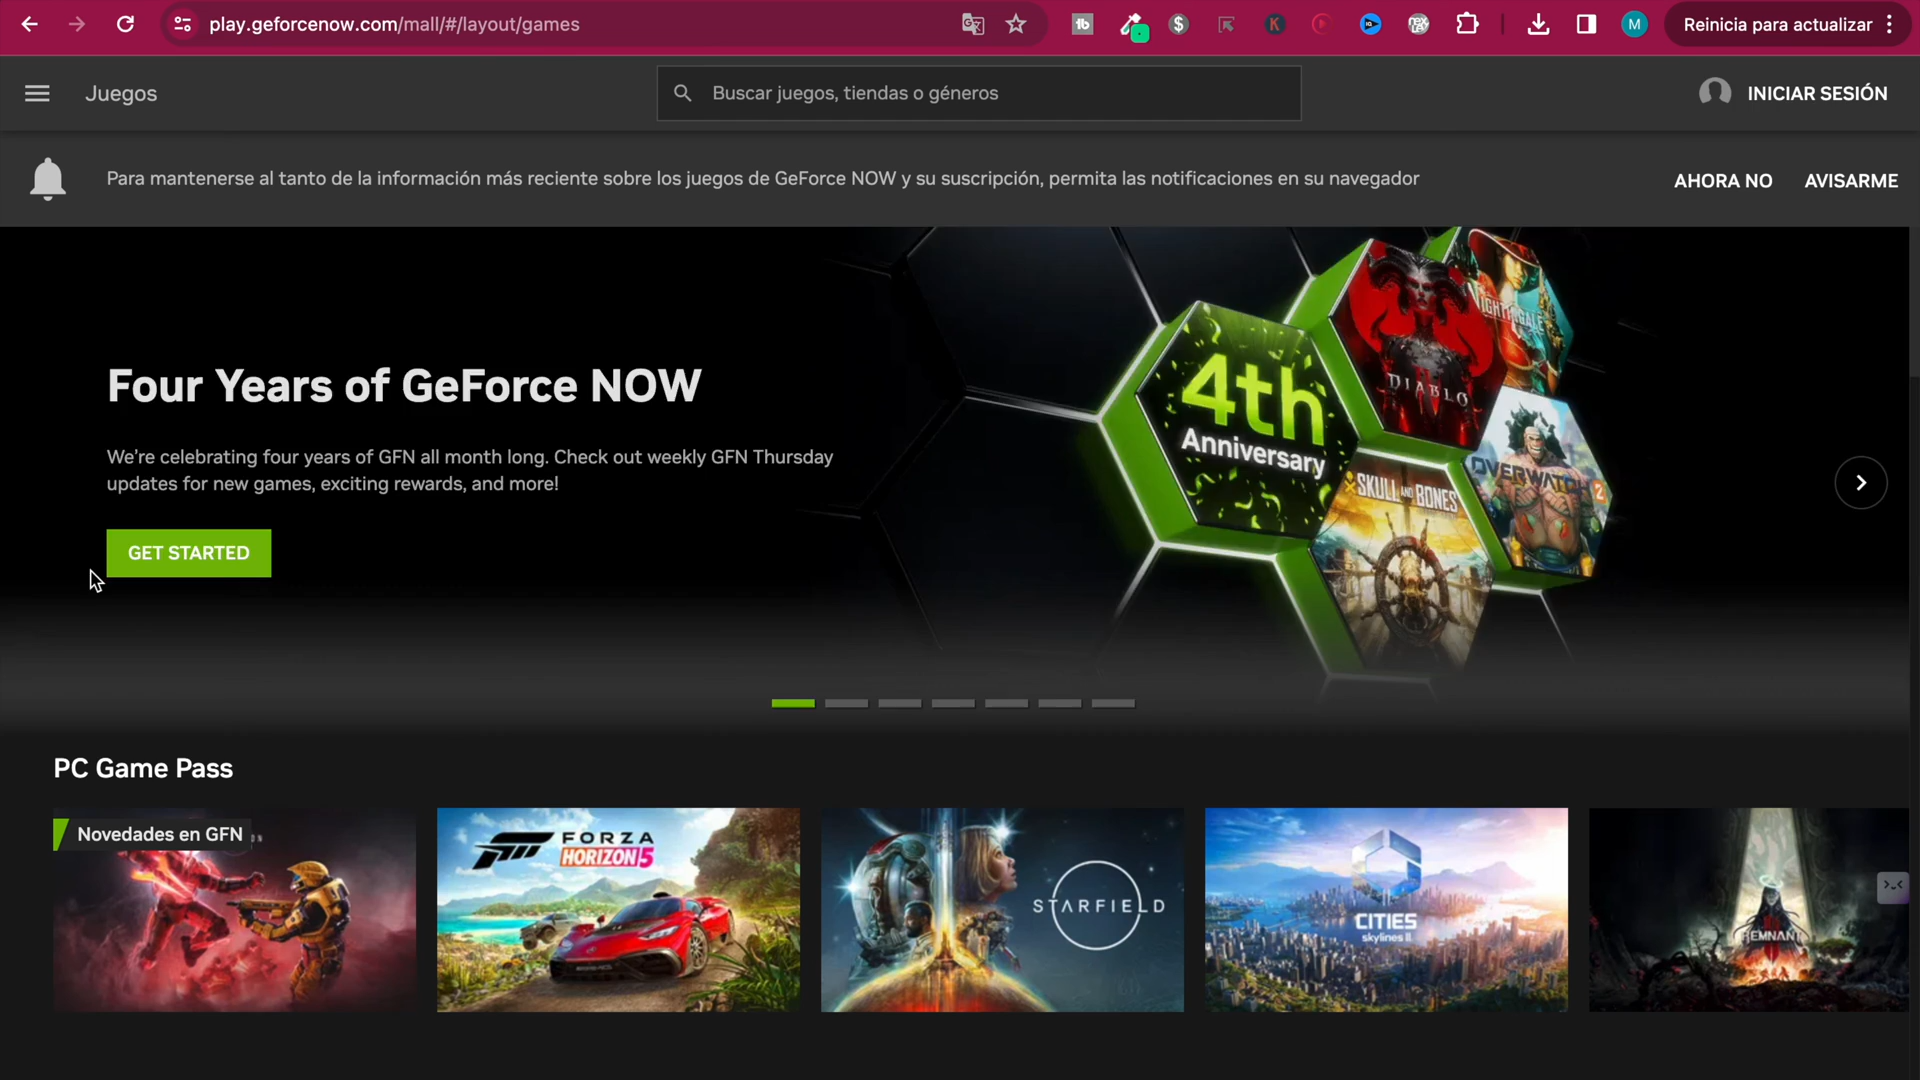 play.geforcenow.com/mall/#/layout/games
Reinicia para actualizar
Juegos
Buscar juegos, tiendas o géneros
INICIAR SESIÓN
Para mantenerse al tanto de la información más reciente sobre los juegos de GeForce NOW y su suscripción, permita las notificaciones en su navegador
AHORA NO
AVISARME
Four Years of GeForce NOW
We're celebrating four years of GFN all month long. Check out weekly GFN Thursday
updates for new games, exciting rewards, and more!
GET STARTED
4th
Anniversary
DIABLO
NIGHTINGALE
OVERWATCH 2
SKULL AND BONES
PC Game Pass
Novedades en GFN
FORZA
HORIZON 5
STARFIELD
CITIES
skylines II
REMNANT